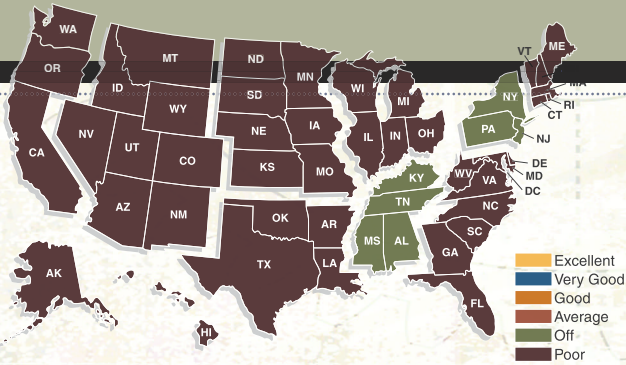 WA
VT
ME
OR
MT
ND
MN
ID
SD
WI
MI
NY
MA
RI
CT
WY
NV
UT
CO
NE
IA
IL
IN
OH
PA
NJ
CA
KS
MO
KY
WV
VA
DE
MD
DC
AZ
NM
OK
AR
TN
NC
SC
TX
LA
MS
AL
GA
FL
AK
HI
Excellent
Very Good
Good
Average
Off
Poor